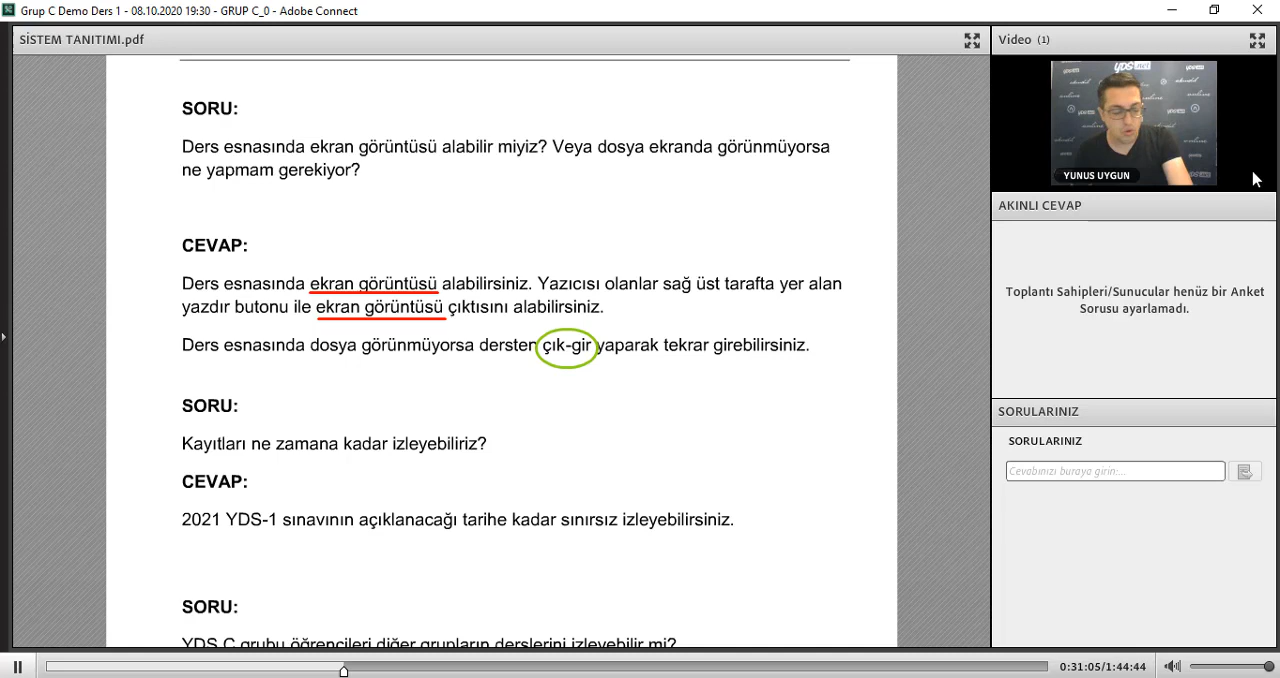 Grup C Demo Ders 1 - 08.10.2020 19:30 - GRUP C_0 - Adobe Connect
SİSTEM TANITIMI.pdf
SORU:
Ders esnasında ekran görüntüsü alabilir miyiz? Veya dosya ekranda görünmüyorsa
ne yapmam gerekiyor?
CEVAP:
Ders esnasında ekran görüntüsü alabilirsiniz. Yazıcısı olanlar sağ üst tarafta yer alan
yazdır butonu ile ekran görüntüsü çıktısını alabilirsiniz.
Ders esnasında dosya görünmüyorsa dersten çık-gir yaparak tekrar girebilirsiniz.
SORU:
Kayıtları ne zamana kadar izleyebiliriz?
CEVAP:
2021 YDS-1 sınavının açıklanacağı tarihe kadar sınırsız izleyebilirsiniz.
SORU:
YDS C grubu öğrencileri diğer grupların derslerini izleyebilir mi?
Video (1)
YUNUS UYGUN
AKINLI CEVAP
Toplantı Sahipleri/Sunucular henüz bir Anket
Sorusu ayarlamadı.
SORULARINIZ
SORULARINIZ
Cevabınızı buraya girin:...
0:31:05/1:44:44